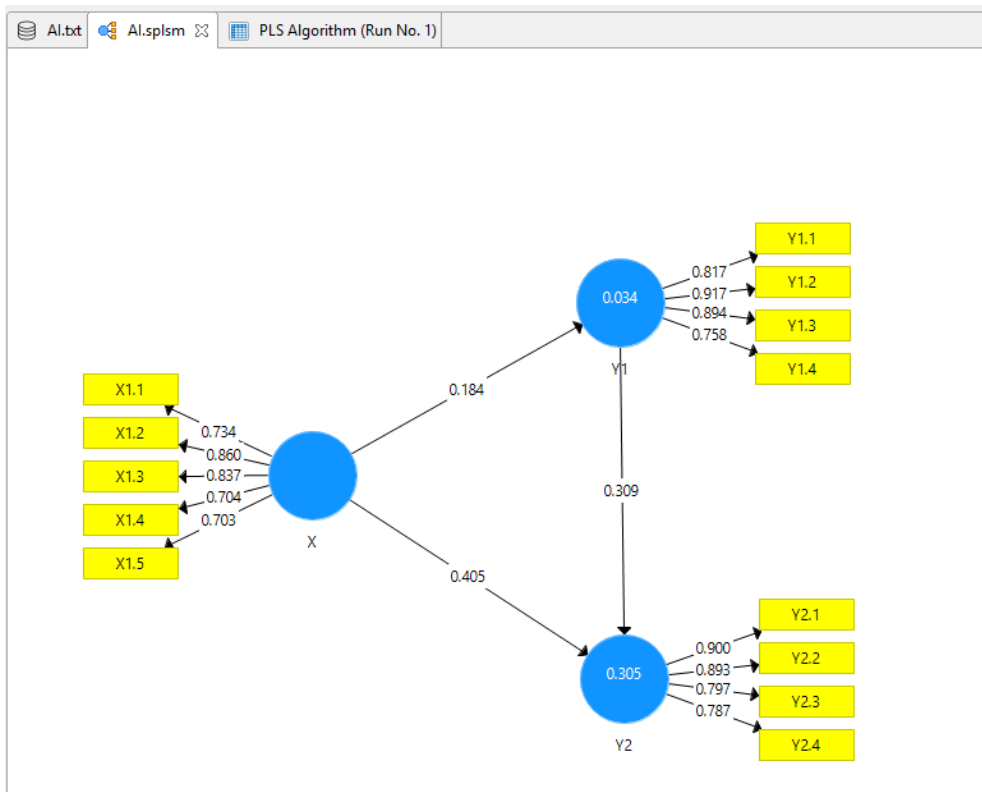 AI.txt
AI.splsm
PLS Algorithm (Run No. 1)
Y1.1
0.817
Y1.2
0.917
0.034
0.894
Y1.3
0.758
Y1.4
Y1
0.184
X1.1
0.734
X1.2
0.860
X1.3
0.837
0.704
X1.4
0.703
X1.5
X
0.309
0.405
Y2.1
0.900
Y2.2
0.893
0.305
0.797
Y2.3
0.787
Y2.4
Y2